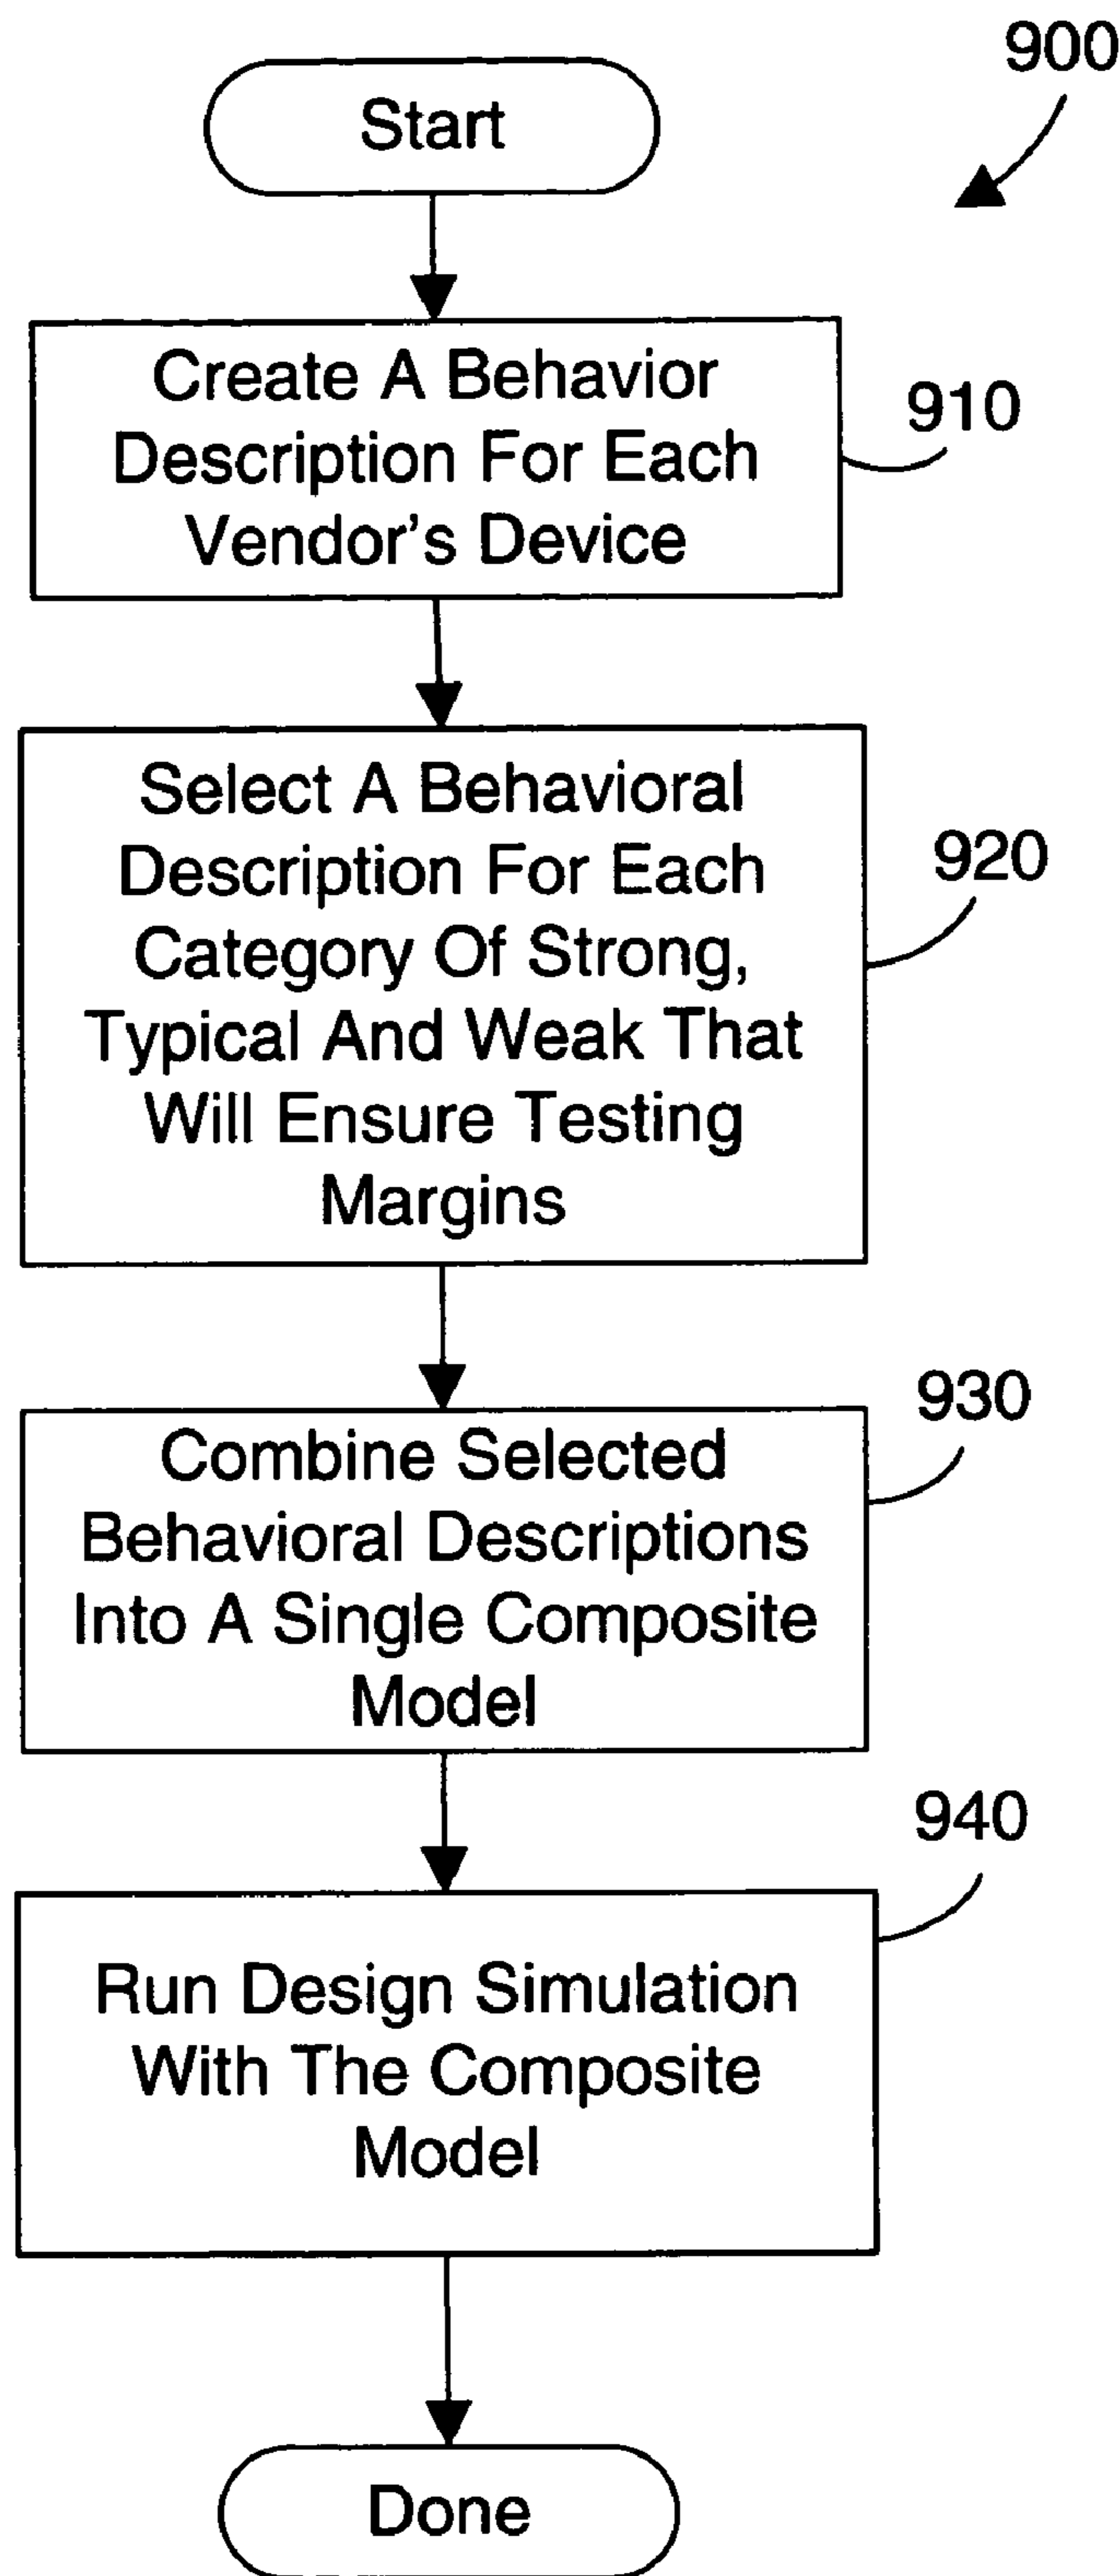 900
Start
Create A Behavior
Description For Each
Vendor's Device
910
Select A Behavioral
Description For Each
Category Of Strong,
Typical And Weak That
Will Ensure Testing
Margins
920
Combine Selected
Behavioral Descriptions
Into A Single Composite
Model
930
Run Design Simulation
With The Composite
Model
940
Done